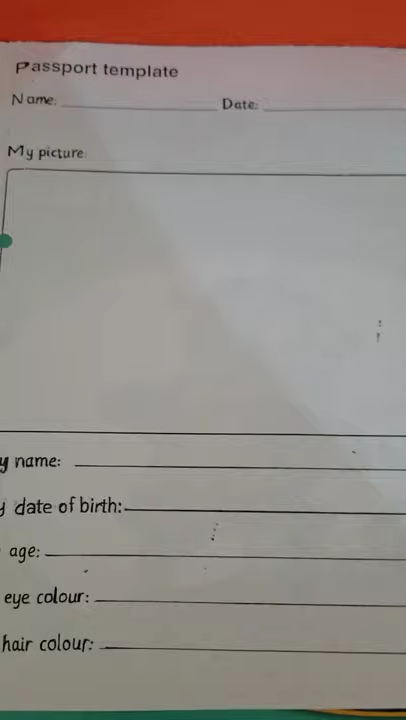 Passport template
Name: Date:
My picture:
y name:
y date of birth:
age:
eye colour:
hair colour: